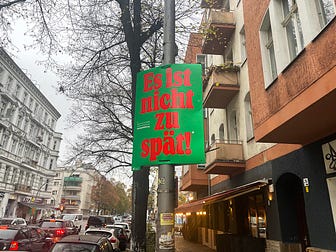 Es ist
nicht
zu
spät!